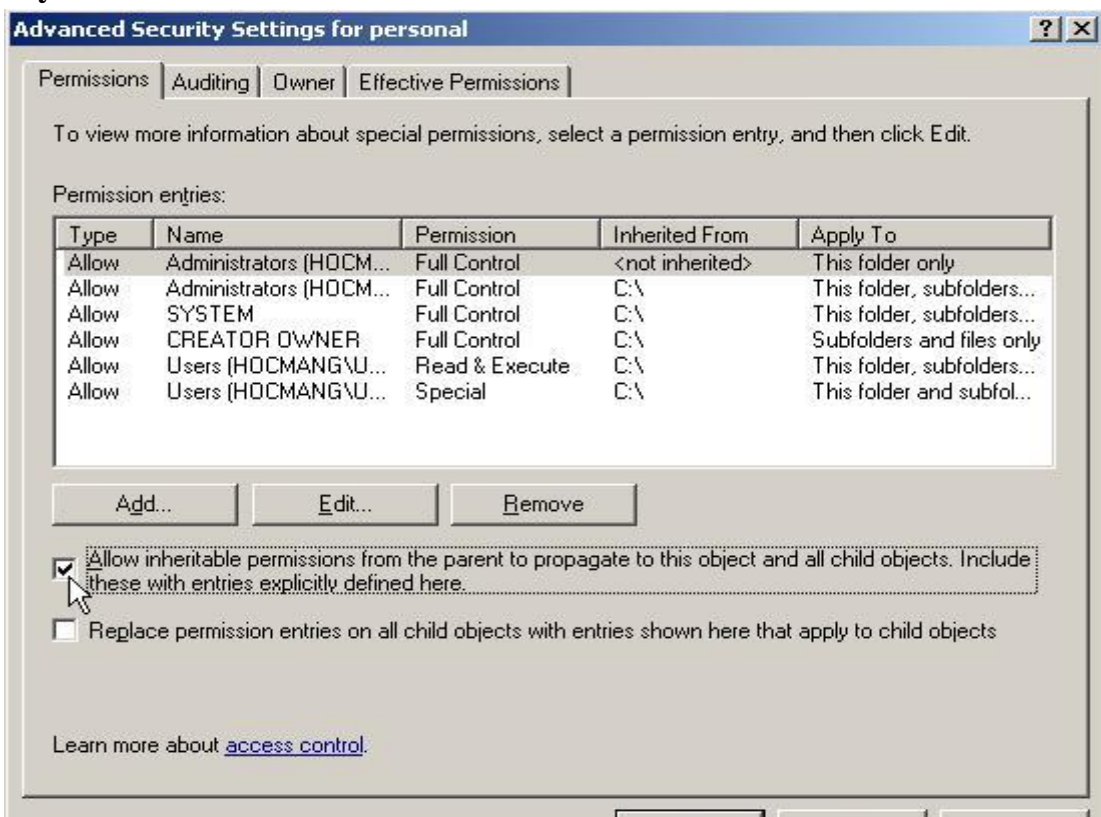 Advanced Security Settings for personal
Permissions Auditing Owner Effective Permissions
To view more information about special permissions, select a permission entry, and then click Edit.
Permission entries:
Type Name Permission Inherited From Apply To
Allow Administrators (HOCM... Full Control <not inherited> This folder only
Allow Administrators (HOCM... Full Control C:\ This folder, subfolders...
Allow SYSTEM Full Control C:\ This folder, subfolders...
Allow CREATOR OWNER Full Control C:\ Subfolders and files only
Allow Users (HOCMANG\U... Read & Execute C:\ This folder, subfolders...
Allow Users (HOCMANG\U... Special C:\ This folder and subfol...
Add... Edit... Remove
Allow inheritable permissions from the parent to propagate to this object and all child objects. Include
these with entries explicitly defined here.
Replace permission entries on all child objects with entries shown here that apply to child objects
Learn more about access control.